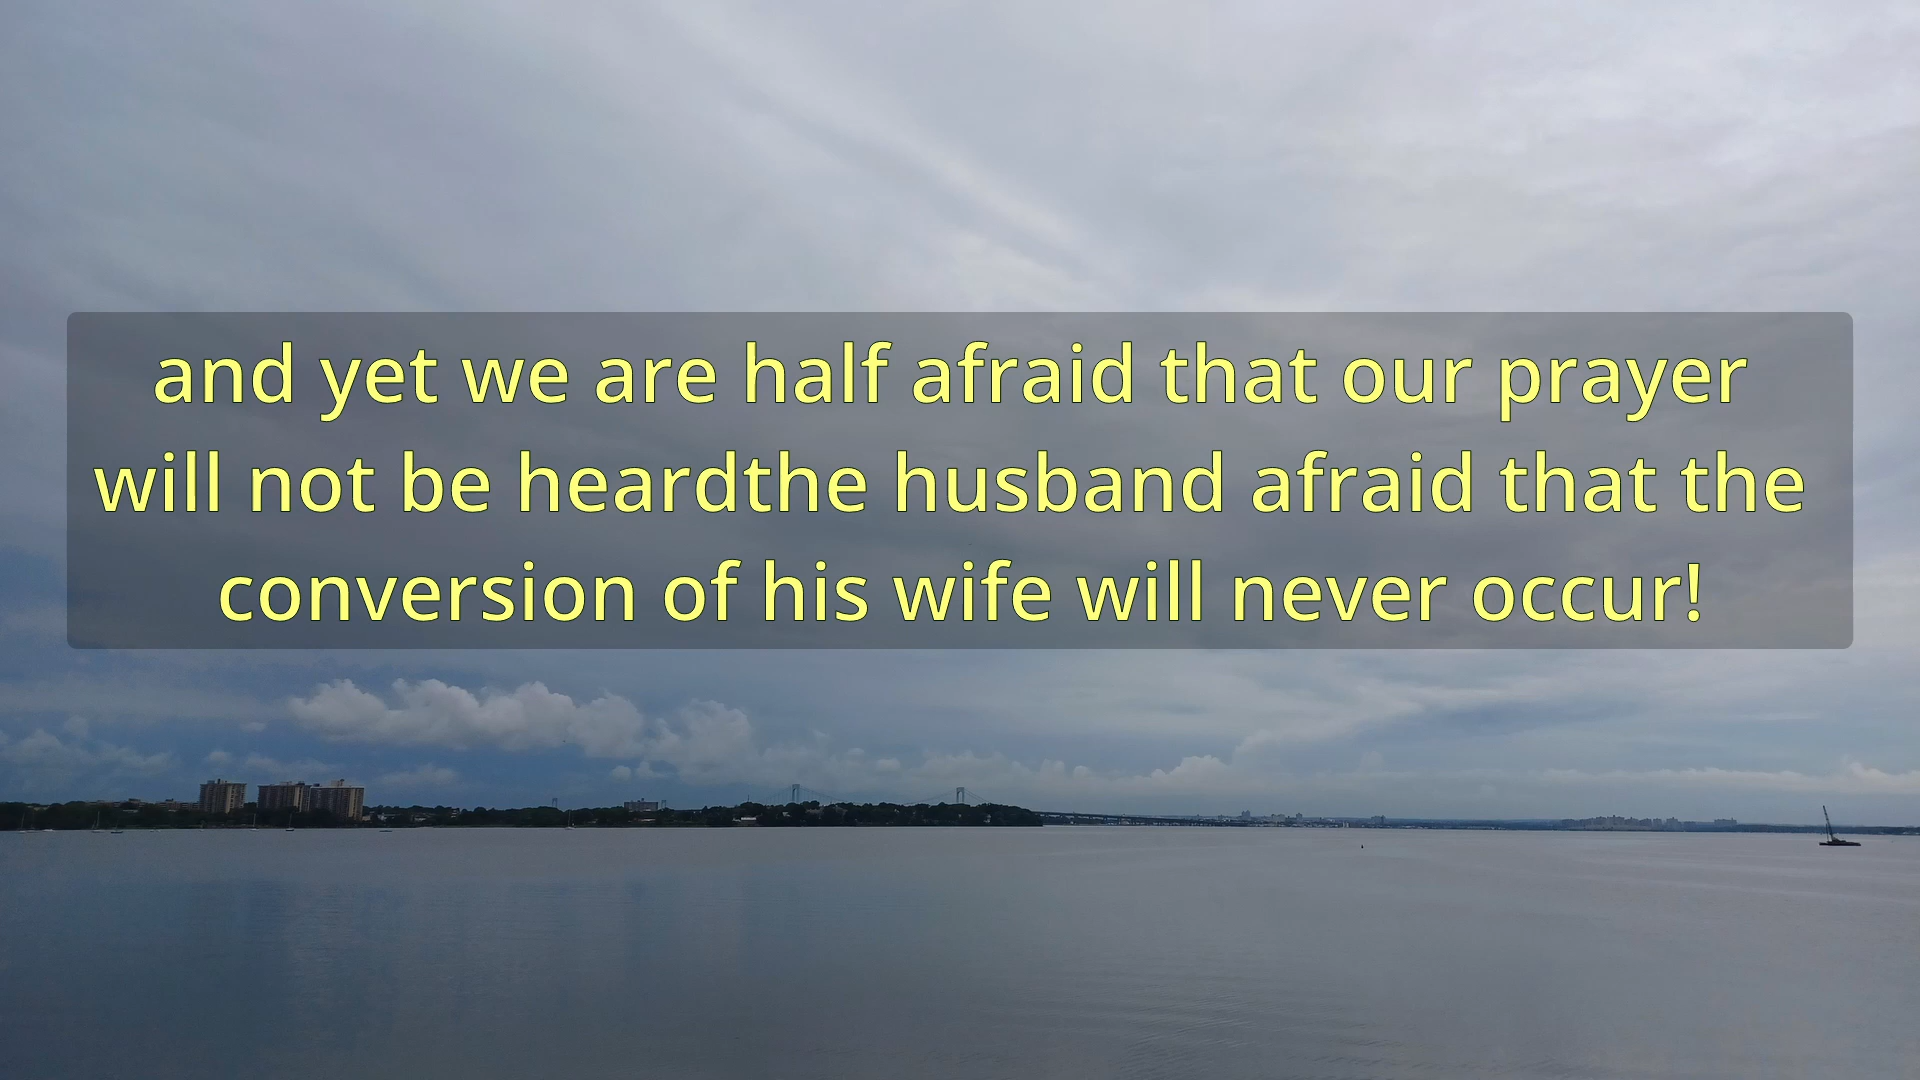 and yet we are half afraid that our prayer
will not be heardthe husband afraid that the
conversion of his wife will never occur!